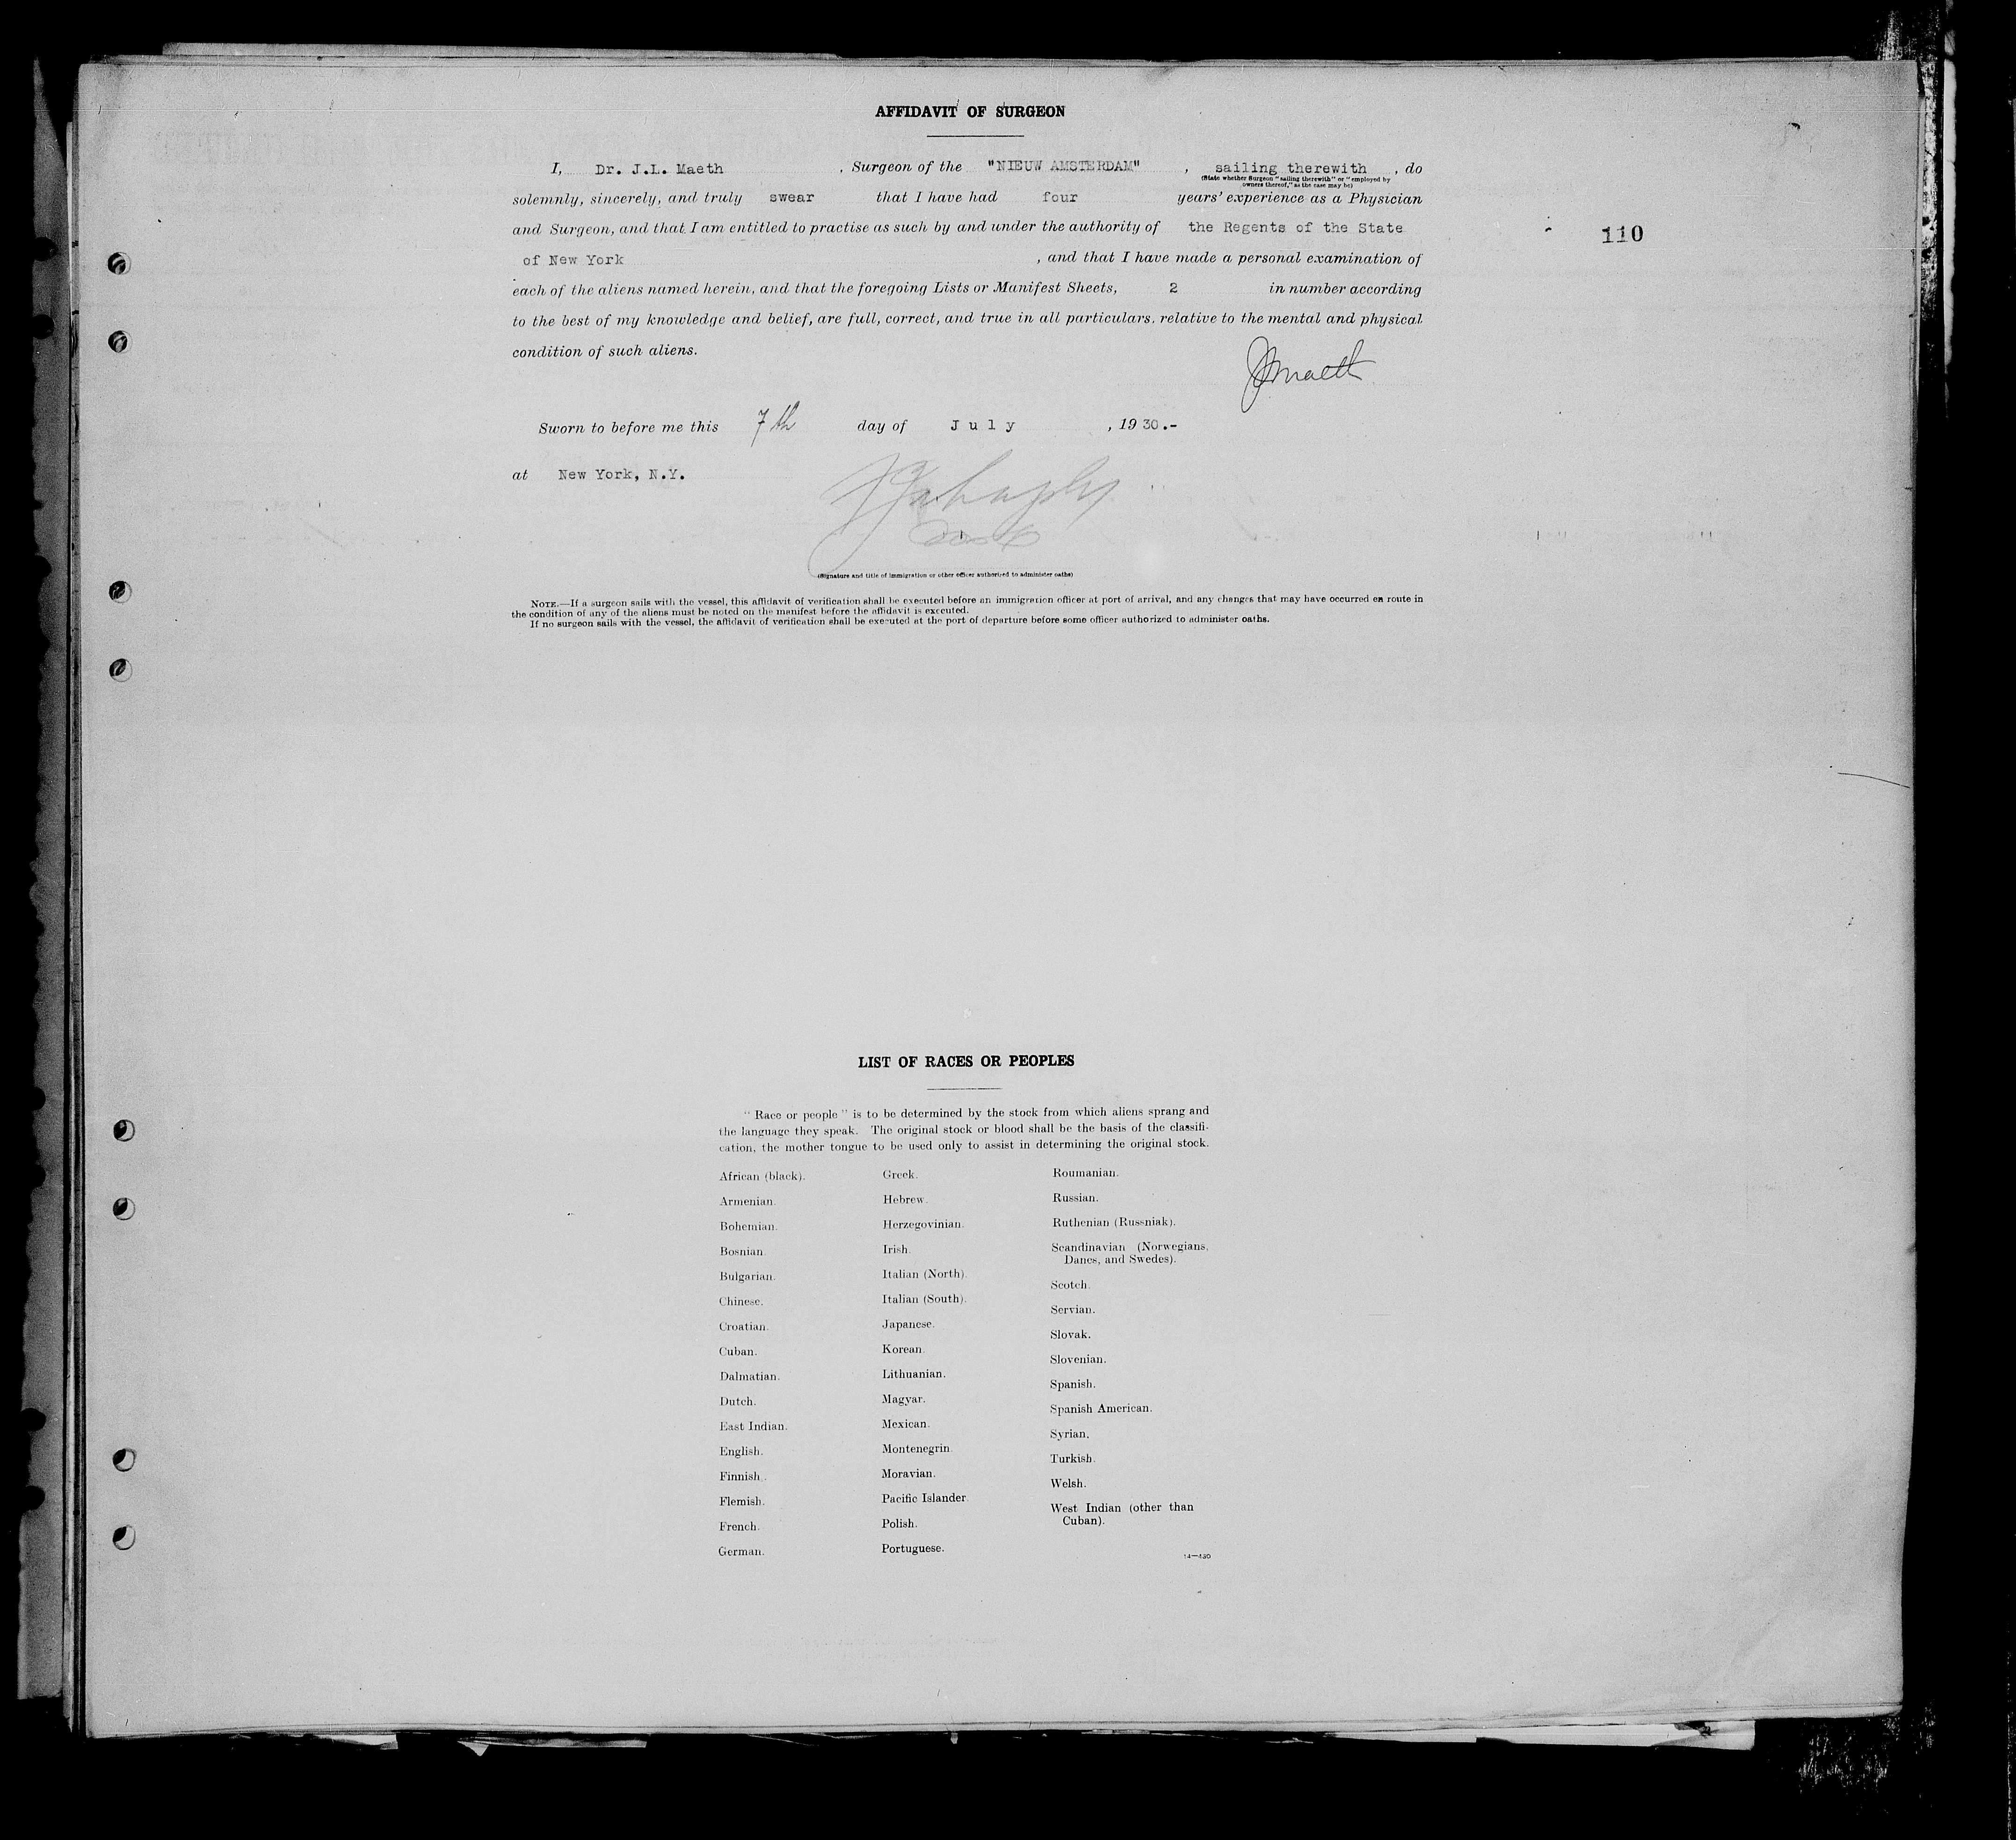 AFFIDAVIT OF SURGEON
I, Dr. J.L. Maeth , Surgeon of the "NIEUW AMSTERDAM" , sailing therewith , do
(State whether Surgeon "sailing therewith" or "employed by
owners thereof," as the case may be)
solemnly, sincerely, and truly swear that I have had four years' experience as a Physician
and Surgeon, and that I am entitled to practise as such by and under the authority of the Regents of the State
110
of New York , and that I have made a personal examination of
each of the aliens named herein, and that the foregoing Lists or Manifest Sheets, 2 in number according
to the best of my knowledge and belief, are full, correct, and true in all particulars, relative to the mental and physical
condition of such aliens.
JLMaeth
Sworn to before me this 7th day of July , 1930.-
at New York, N.Y.
(Signature and title of immigration or other officer authorized to administer oaths)
NOTE.—If a surgeon sails with the vessel, this affidavit of verification shall be executed before an immigration officer at port of arrival, and any changes that may have occurred en route in
the condition of any of the aliens must be noted on the manifest before the affidavit is executed.
If no surgeon sails with the vessel, the affidavit of verification shall be executed at the port of departure before some officer authorized to administer oaths.
LIST OF RACES OR PEOPLES
"Race or people" is to be determined by the stock from which aliens sprang and
the language they speak. The original stock or blood shall be the basis of the classifi-
cation, the mother tongue to be used only to assist in determining the original stock.
African (black).
Armenian.
Bohemian.
Bosnian.
Bulgarian.
Chinese.
Croatian.
Cuban.
Dalmatian.
Dutch.
East Indian.
English.
Finnish.
Flemish.
French.
German.
Greek.
Hebrew.
Herzegovinian.
Irish.
Italian (North).
Italian (South).
Japanese.
Korean.
Lithuanian.
Magyar.
Mexican.
Montenegrin.
Moravian.
Pacific Islander.
Polish.
Portuguese.
Roumanian.
Russian.
Ruthenian (Russniak).
Scandinavian (Norwegians,
Danes, and Swedes).
Scotch.
Servian.
Slovak.
Slovenian.
Spanish.
Spanish American.
Syrian.
Turkish.
Welsh.
West Indian (other than
Cuban).
14—430